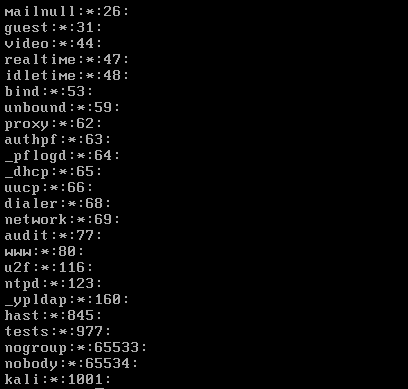 mailnull:*:26:
guest:*:31:
video:*:44:
realtime:*:47:
idletime:*:48:
bind:*:53:
unbound:*:59:
proxy:*:62:
authpf:*:63:
_pflogd:*:64:
_dhcp:*:65:
uucp:*:66:
dialer:*:68:
network:*:69:
audit:*:77:
www:*:80:
u2f:*:116:
ntpd:*:123:
_ypldap:*:160:
hast:*:845:
tests:*:977:
nogroup:*:65533:
nobody:*:65534:
kali:*:1001: